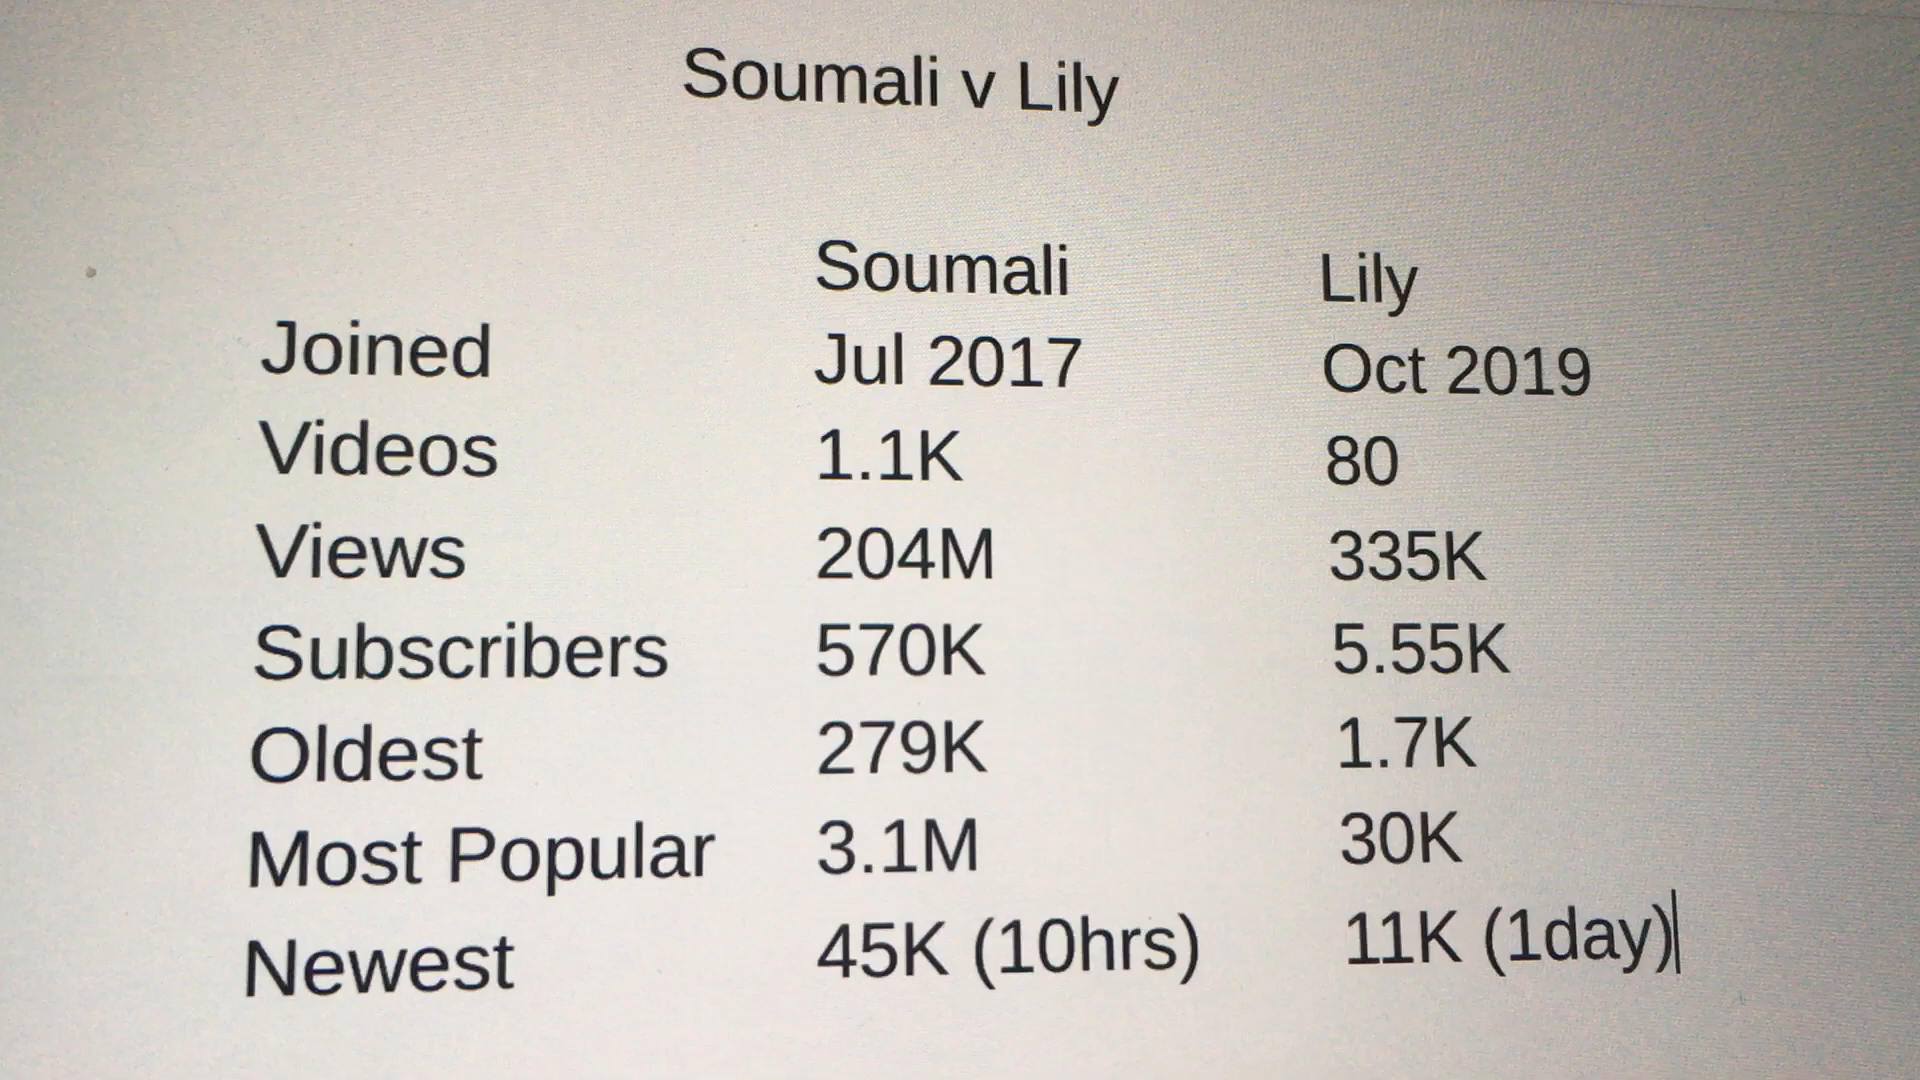 Soumali v Lily
Soumali Lily
Joined Jul 2017 Oct 2019
Videos 1.1K 80
Views 204M 335K
Subscribers 570K 5.55K
Oldest 279K 1.7K
Most Popular 3.1M 30K
Newest 45K (10hrs) 11K (1day)